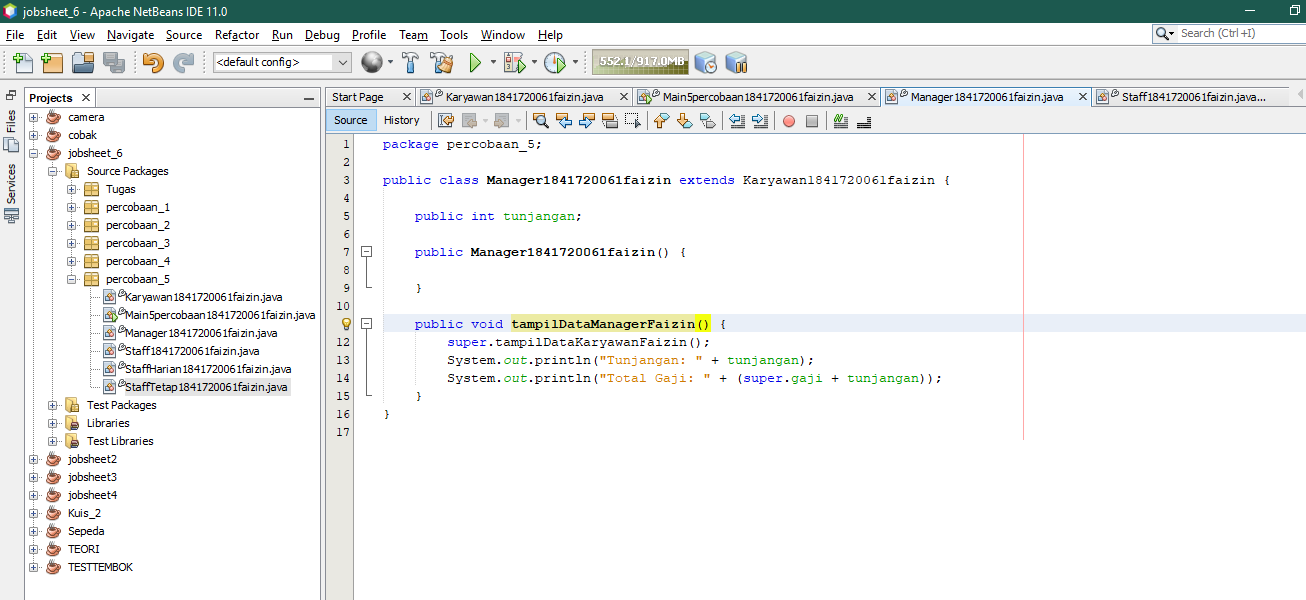 jobsheet_6 - Apache NetBeans IDE 11.0
File Edit View Navigate Source Refactor Run Debug Profile Team Tools Window Help
Search (Ctrl+I)
<default config>
552.1/917.0MB
Files
Services
Projects
camera
cobak
jobsheet_6
Source Packages
Tugas
percobaan_1
percobaan_2
percobaan_3
percobaan_4
percobaan_5
Karyawan1841720061faizin.java
Main5percobaan1841720061faizin.java
Manager1841720061faizin.java
Staff1841720061faizin.java
StaffHarian1841720061faizin.java
StaffTetap1841720061faizin.java
Test Packages
Libraries
Test Libraries
jobsheet2
jobsheet3
jobsheet4
Kuis_2
Sepeda
TEORI
TESTTEMBOK
Start Page Karyawan1841720061faizin.java Main5percobaan1841720061faizin.java Manager1841720061faizin.java Staff1841720061faizin.java...
Source History
1 package percobaan_5;
2
3 public class Manager1841720061faizin extends Karyawan1841720061faizin {
4
5 public int tunjangan;
6
7 public Manager1841720061faizin() {
8
9 }
10
public void tampilDataManagerFaizin() {
12 super.tampilDataKaryawanFaizin();
13 System.out.println("Tunjangan: " + tunjangan);
14 System.out.println("Total Gaji: " + (super.gaji + tunjangan));
15 }
16 }
17